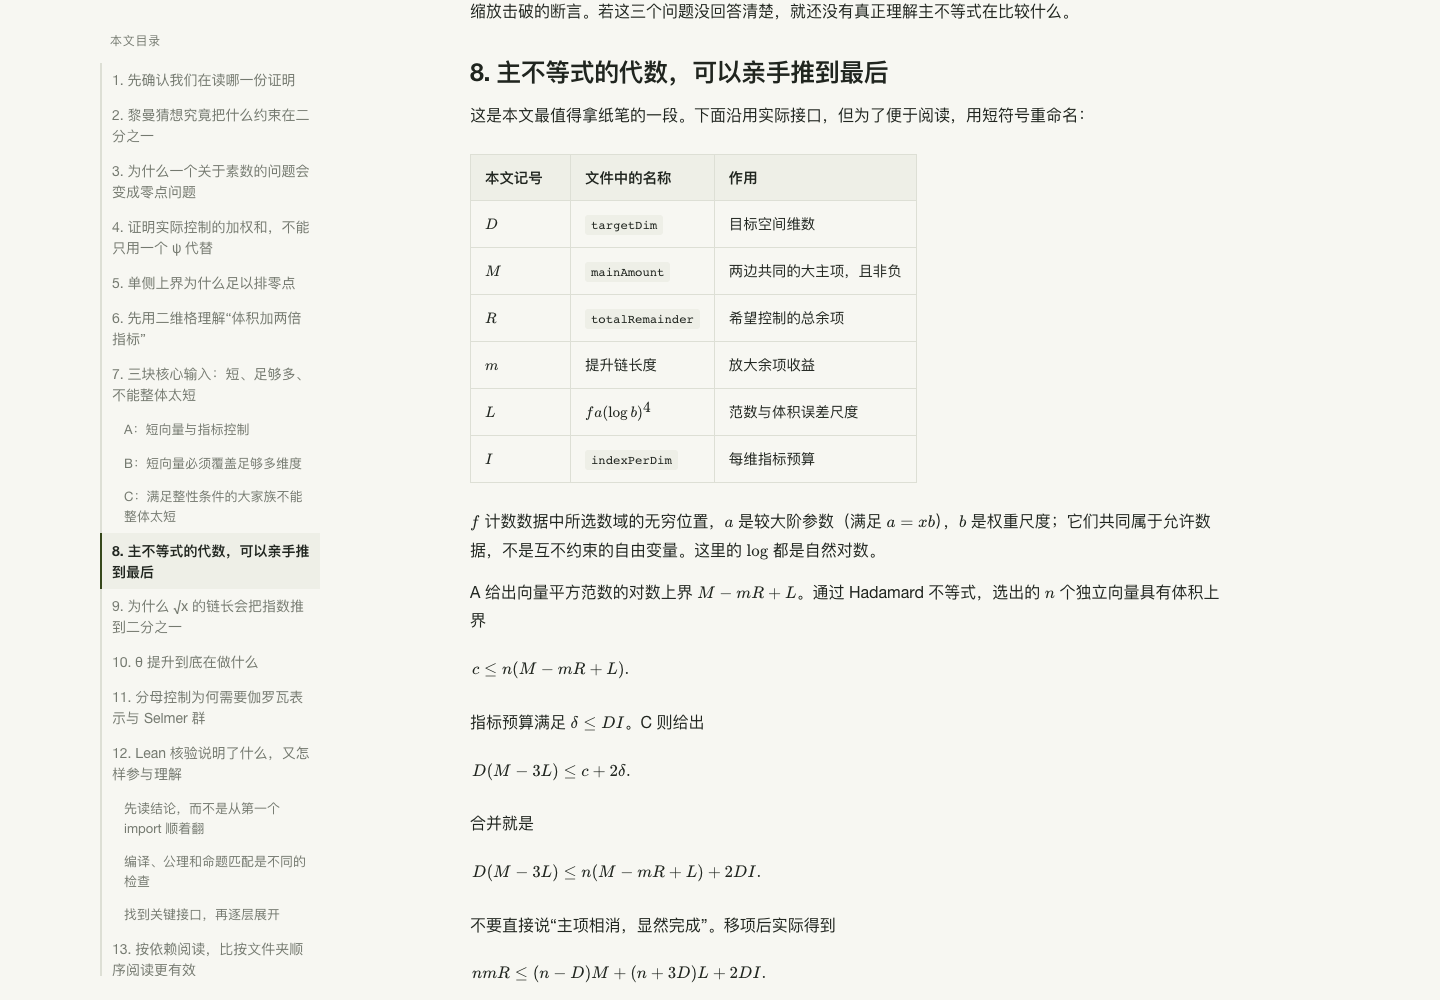 本文目录
1. 先确认我们在读哪一份证明
2. 黎曼猜想究竟把什么约束在二
分之一
3. 为什么一个关于素数的问题会
变成零点问题
4. 证明实际控制的加权和，不能
只用一个 ψ 代替
5. 单侧上界为什么足以排零点
6. 先用二维格理解“体积加两倍
指标”
7. 三块核心输入：短、足够多、
不能整体太短
A：短向量与指标控制
B：短向量必须覆盖足够多维度
C：满足整性条件的大家族不能
整体太短
8. 主不等式的代数，可以亲手推
到最后
9. 为什么 √x 的链长会把指数推
到二分之一
10. θ 提升到底在做什么
11. 分母控制为何需要伽罗瓦表
示与 Selmer 群
12. Lean 核验说明了什么，又怎
样参与理解
先读结论，而不是从第一个
import 顺着翻
编译、公理和命题匹配是不同的
检查
找到关键接口，再逐层展开
13. 按依赖阅读，比按文件夹顺
序阅读更有效
缩放击破的断言。若这三个问题没回答清楚，就还没有真正理解主不等式在比较什么。
8. 主不等式的代数，可以亲手推到最后
这是本文最值得拿纸笔的一段。下面沿用实际接口，但为了便于阅读，用短符号重命名：
本文记号 文件中的名称 作用
D targetDim 目标空间维数
M mainAmount 两边共同的大主项，且非负
R totalRemainder 希望控制的总余项
m 提升链长度 放大余项收益
L fa(log b)⁴ 范数与体积误差尺度
I indexPerDim 每维指标预算
f 计数数据中所选数域的无穷位置，a 是较大阶参数（满足 a = xb），b 是权重尺度；它们共同属于允许数
据，不是互不约束的自由变量。这里的 log 都是自然对数。
A 给出向量平方范数的对数上界 M − mR + L。通过 Hadamard 不等式，选出的 n 个独立向量具有体积上
界
c ≤ n(M − mR + L).
指标预算满足 δ ≤ DI。C 则给出
D(M − 3L) ≤ c + 2δ.
合并就是
D(M − 3L) ≤ n(M − mR + L) + 2DI.
不要直接说“主项相消，显然完成”。移项后实际得到
nmR ≤ (n − D)M + (n + 3D)L + 2DI.